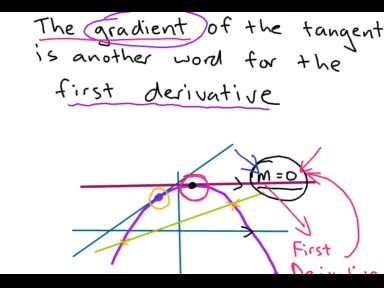 The gradient of the tangent
is another word for the
first derivative
m = 0
First